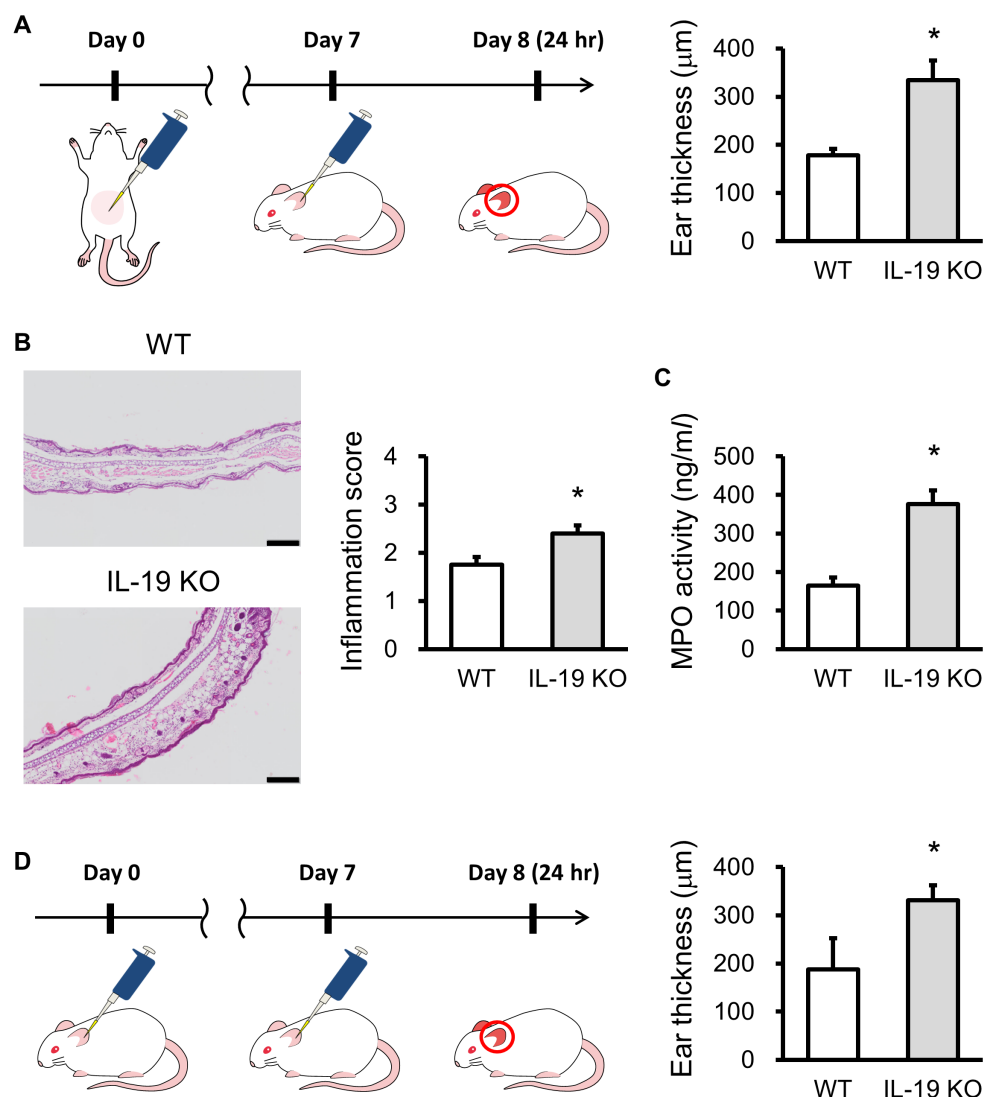 A
Day 0
Day 7
Day 8 (24 hr)
Ear thickness (μm)
400
300
200
100
0
*
WT
IL-19 KO
B
WT
IL-19 KO
Inflammation score
4
3
2
1
0
*
WT
IL-19 KO
C
MPO activity (ng/ml)
500
400
300
200
100
0
*
WT
IL-19 KO
D
Day 0
Day 7
Day 8 (24 hr)
Ear thickness (μm)
400
300
200
100
0
*
WT
IL-19 KO